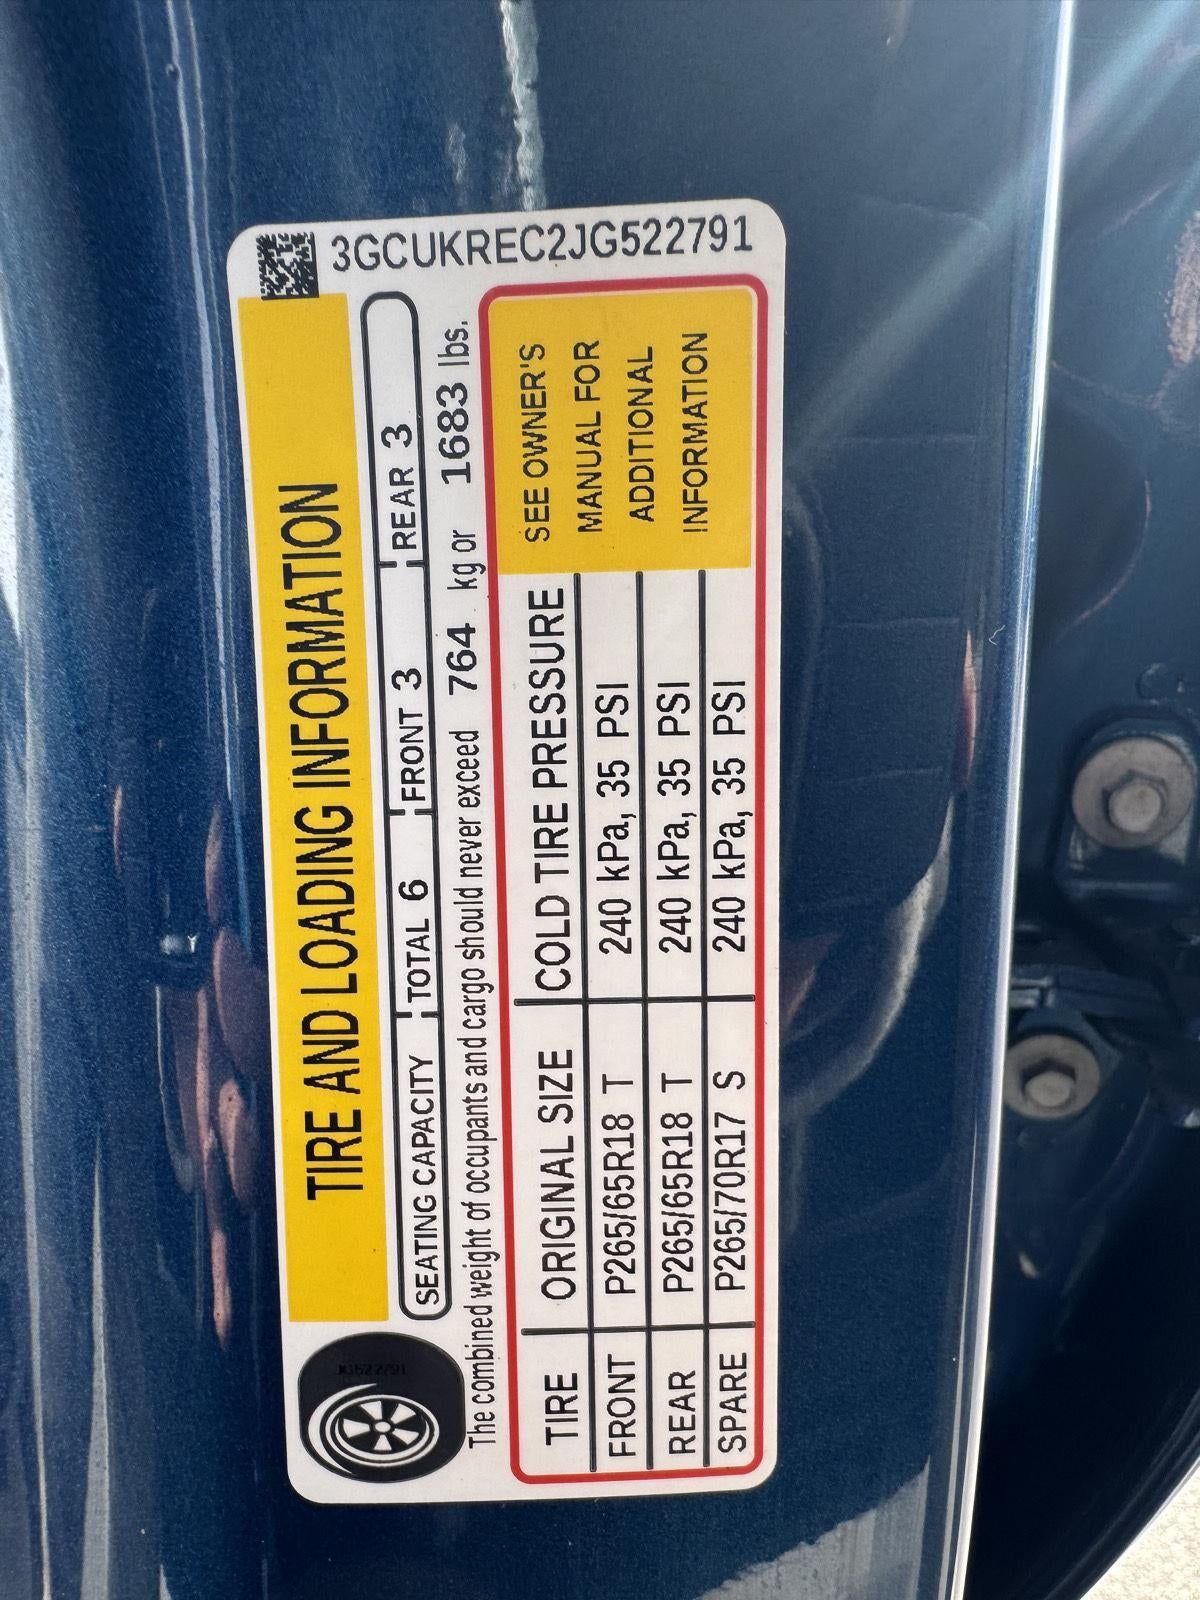 3GCUKREC2JG522791
TIRE AND LOADING INFORMATION
SEATING CAPACITY TOTAL 6 FRONT 3 REAR 3
The combined weight of occupants and cargo should never exceed 764 kg or 1683 lbs.
TIRE ORIGINAL SIZE COLD TIRE PRESSURE
FRONT P265/65R18 T 240 kPa, 35 PSI
REAR P265/65R18 T 240 kPa, 35 PSI
SPARE P265/70R17 S 240 kPa, 35 PSI
SEE OWNER'S
MANUAL FOR
ADDITIONAL
INFORMATION
JG522791